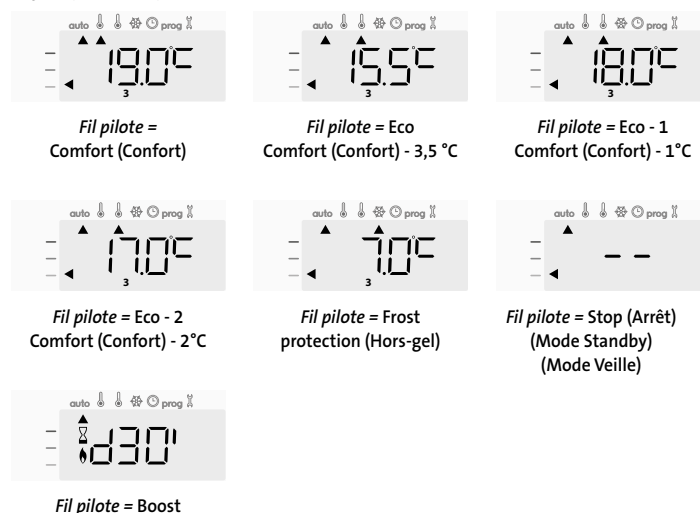 auto prog
19.0°C
3
Fil pilote =
Comfort (Confort)
auto prog
15.5°C
3
Fil pilote = Eco
Comfort (Confort) - 3,5 °C
auto prog
18.0°C
3
Fil pilote = Eco - 1
Comfort (Confort) - 1°C
auto prog
17.0°C
3
Fil pilote = Eco - 2
Comfort (Confort) - 2°C
auto prog
7.0°C
3
Fil pilote = Frost
protection (Hors-gel)
auto prog
- -
Fil pilote = Stop (Arrêt)
(Mode Standby)
(Mode Veille)
auto prog
d30'
Fil pilote = Boost